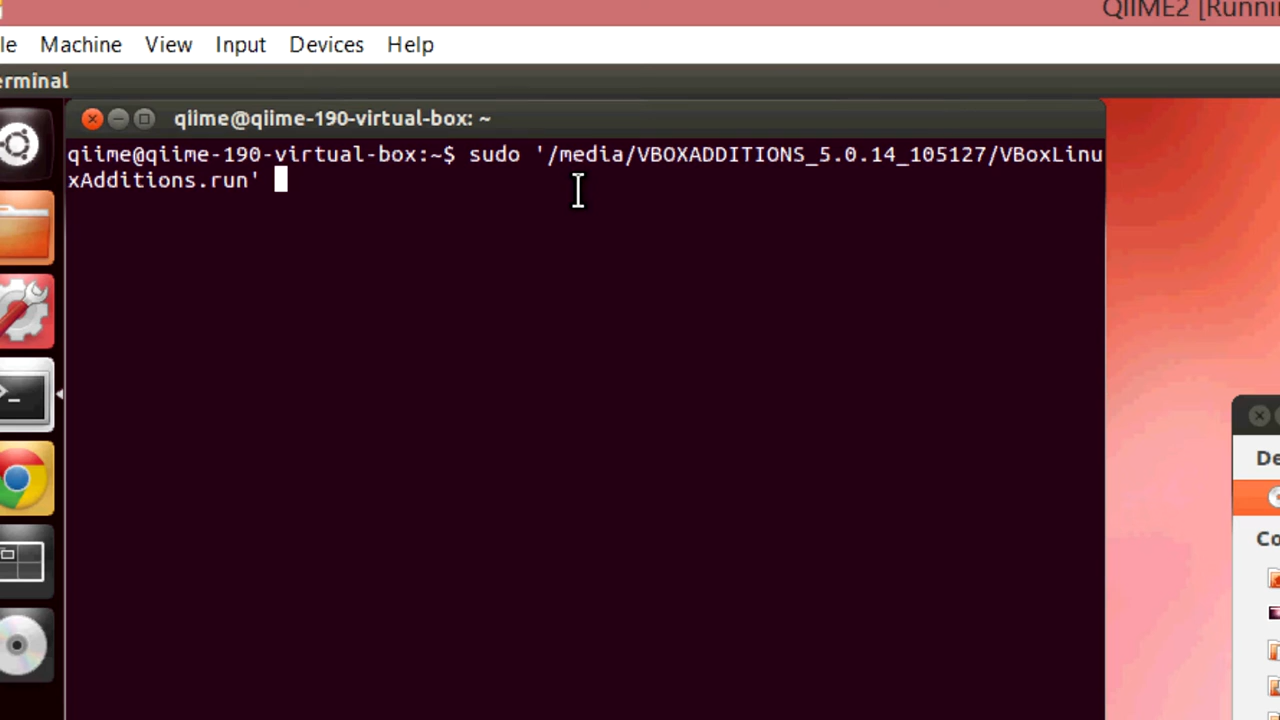 QIIME2 [Runni
le Machine View Input Devices Help
erminal
qiime@qiime-190-virtual-box: ~
qiime@qiime-190-virtual-box:~$ sudo '/media/VBOXADDITIONS_5.0.14_105127/VBoxLinu
xAdditions.run'
De
Co